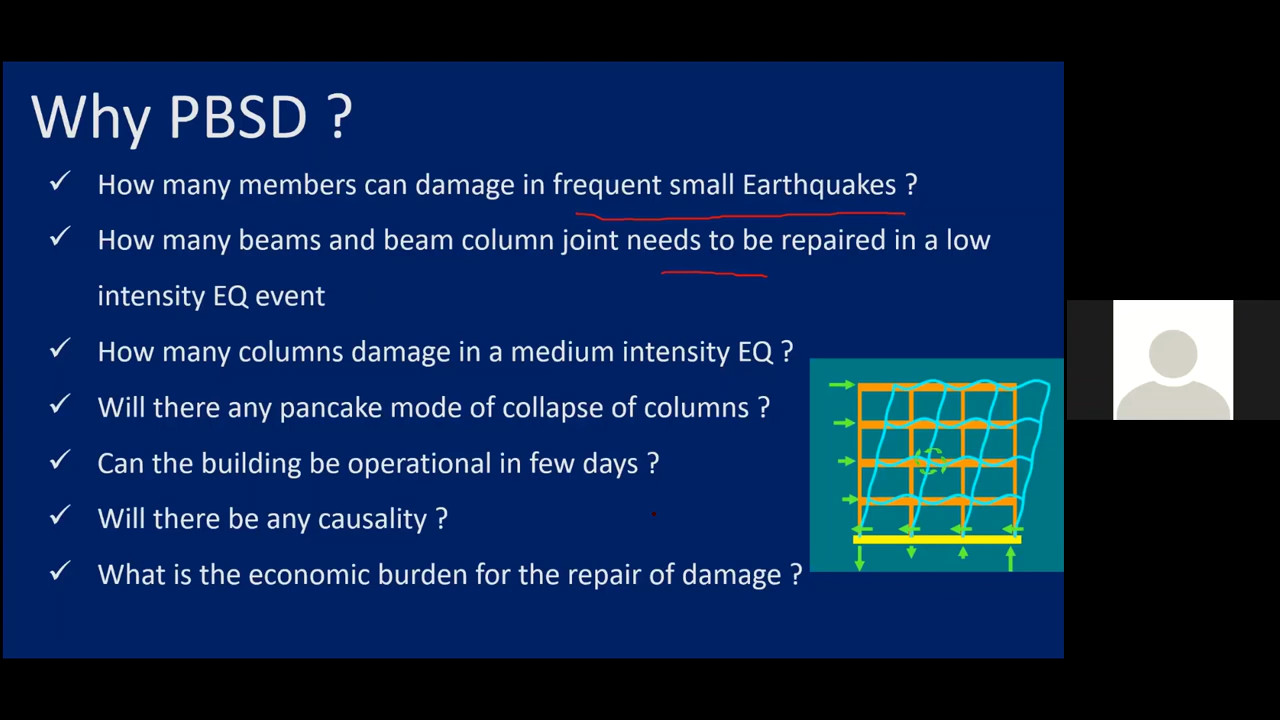 Why PBSD ?
✓ How many members can damage in frequent small Earthquakes ?
✓ How many beams and beam column joint needs to be repaired in a low
intensity EQ event
✓ How many columns damage in a medium intensity EQ ?
✓ Will there any pancake mode of collapse of columns ?
✓ Can the building be operational in few days ?
✓ Will there be any causality ?
✓ What is the economic burden for the repair of damage ?